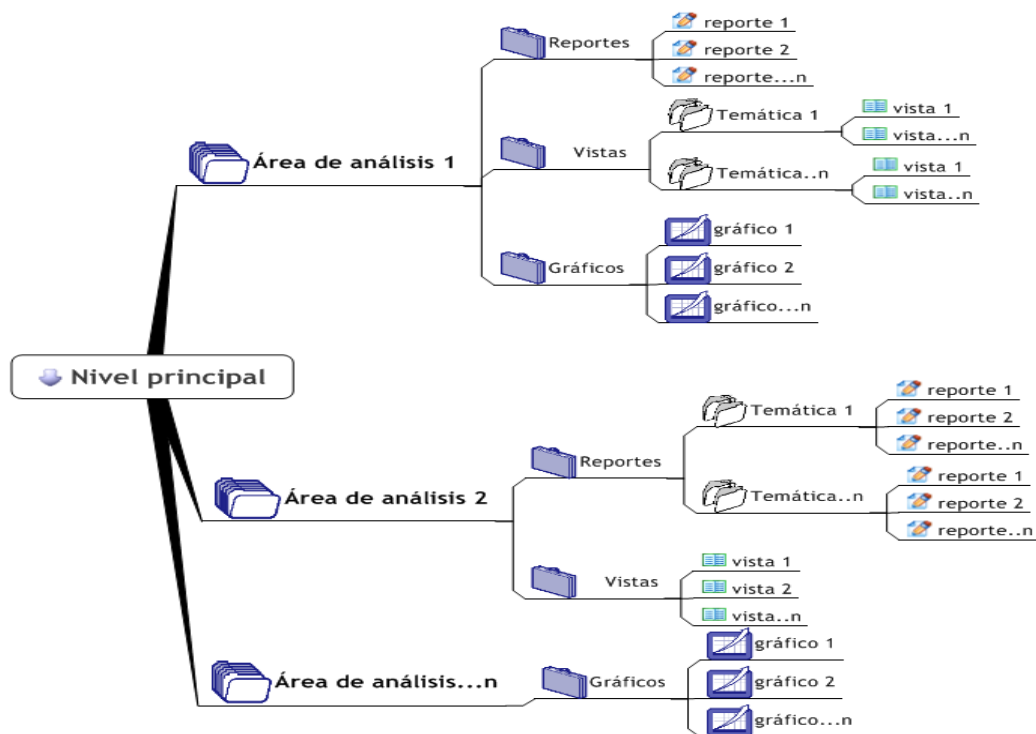 Nivel principal
Área de análisis 1
Reportes
reporte 1
reporte 2
reporte...n
Vistas
Temática 1
vista 1
vista...n
Temática..n
vista 1
vista..n
Gráficos
gráfico 1
gráfico 2
gráfico...n
Área de análisis 2
Reportes
Temática 1
reporte 1
reporte 2
reporte..n
Temática..n
reporte 1
reporte 2
reporte..n
Vistas
vista 1
vista 2
vista..n
Área de análisis...n
Gráficos
gráfico 1
gráfico 2
gráfico...n